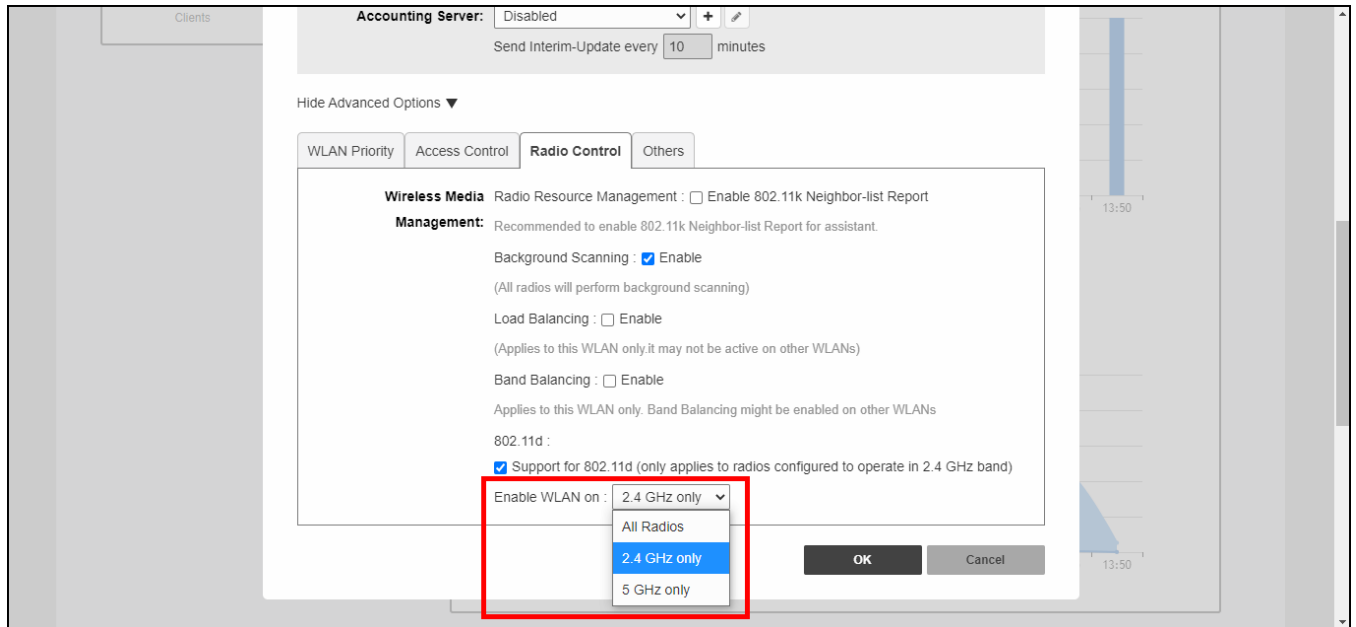 Clients
Accounting Server: Disabled
Send Interim-Update every 10 minutes
Hide Advanced Options ▼
WLAN Priority Access Control Radio Control Others
Wireless Media Management: Radio Resource Management : Enable 802.11k Neighbor-list Report
Recommended to enable 802.11k Neighbor-list Report for assistant.
Background Scanning : Enable
(All radios will perform background scanning)
Load Balancing : Enable
(Applies to this WLAN only.it may not be active on other WLANs)
Band Balancing : Enable
Applies to this WLAN only. Band Balancing might be enabled on other WLANs
802.11d :
Support for 802.11d (only applies to radios configured to operate in 2.4 GHz band)
Enable WLAN on : 2.4 GHz only
All Radios
2.4 GHz only
5 GHz only
OK Cancel
13:50
13:50